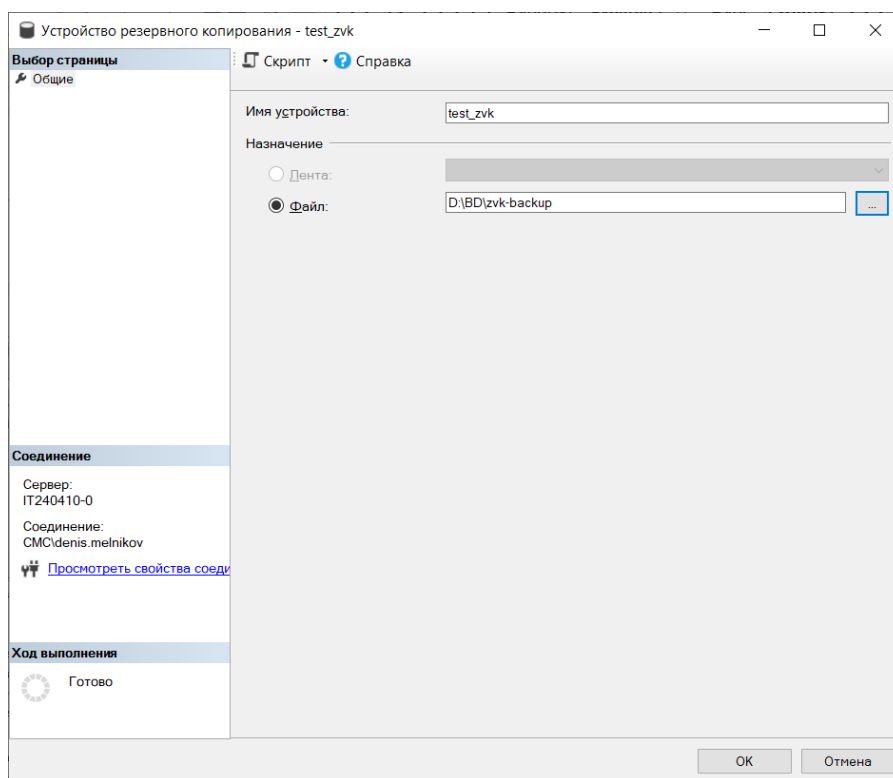 Устройство резервного копирования - test_zvk
Выбор страницы
Общие
Скрипт
Справка
Имя устройства:
test_zvk
Назначение
Лента:
Файл:
D:\BD\zvk-backup
...
Соединение
Сервер:
IT240410-0
Соединение:
CMC\denis.melnikov
Просмотреть свойства соеди
Ход выполнения
Готово
OK
Отмена